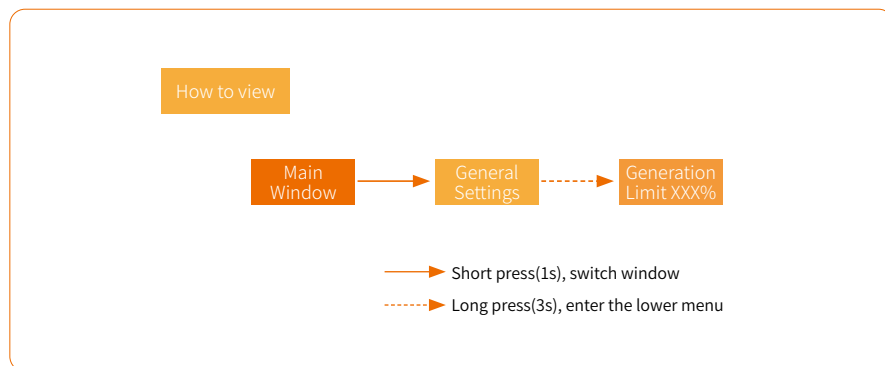 How to view
Main
Window
General
Settings
Generation
Limit XXX%
Short press(1s), switch window
Long press(3s), enter the lower menu